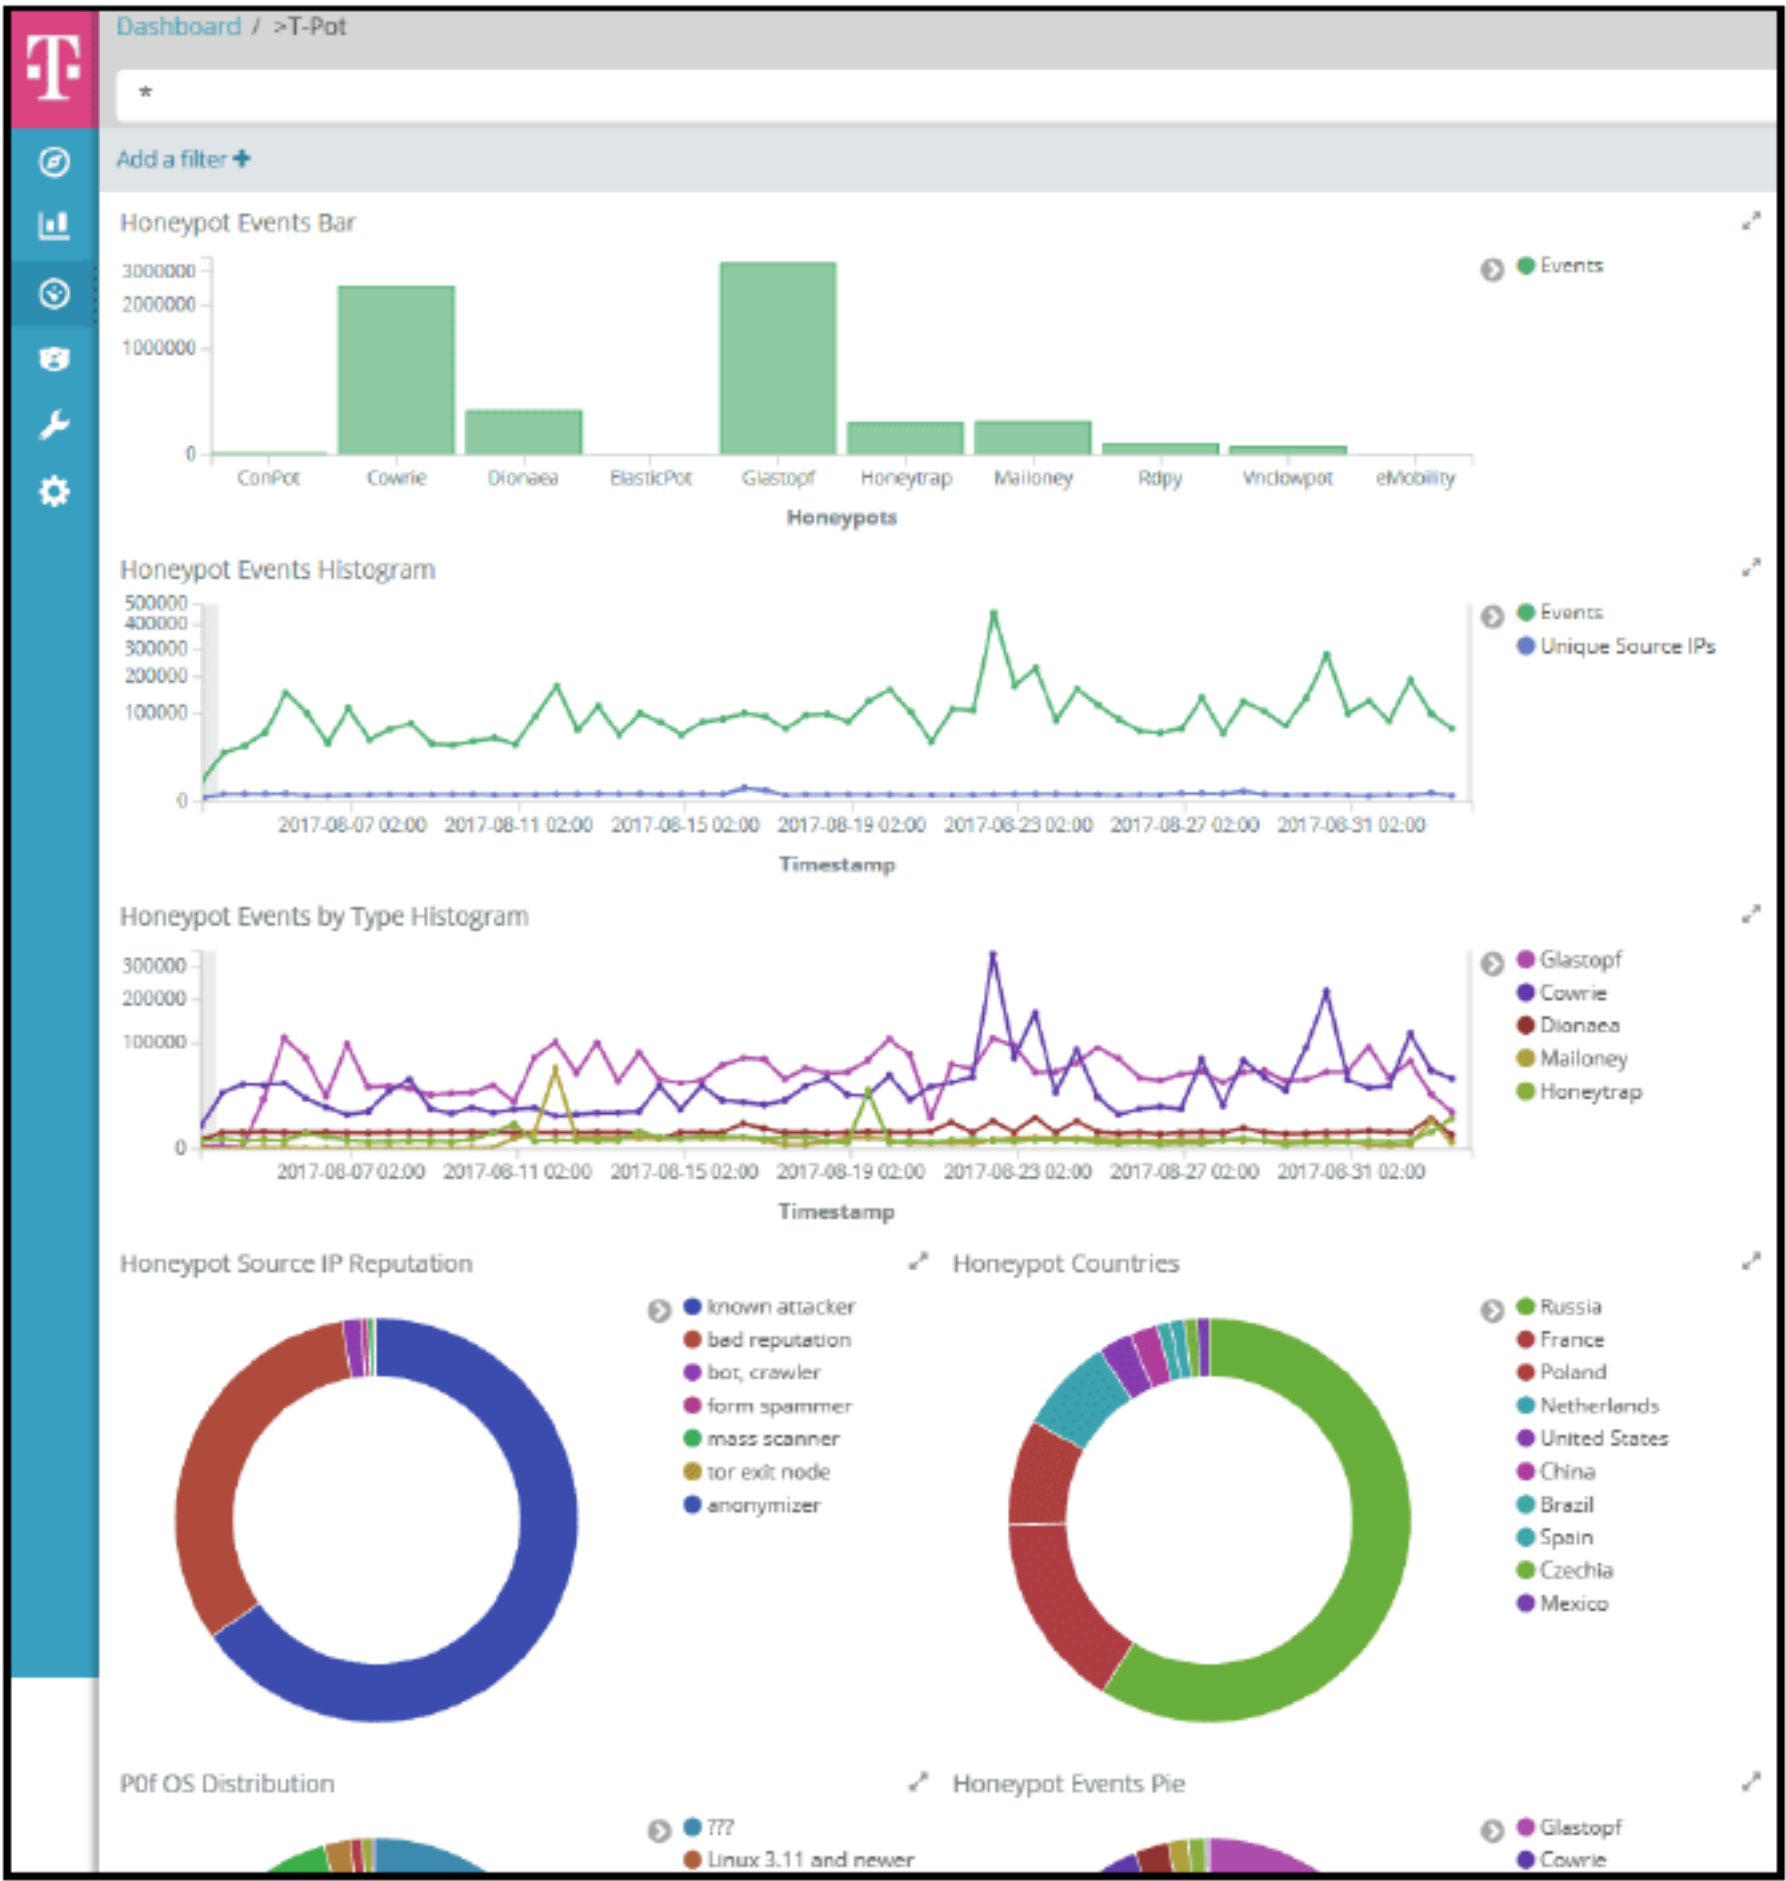 T
Dashboard / >T-Pot
*
Add a filter +
Honeypot Events Bar
3000000
2000000
1000000
0
ConPot Cowrie Dionaea ElasticPot Glastopf Honeytrap Mailoney Rdpy Vnclowpot eMobility
Honeypots
Events
Honeypot Events Histogram
500000
400000
300000
200000
100000
0
2017-08-07 02:00 2017-08-11 02:00 2017-08-15 02:00 2017-08-19 02:00 2017-08-23 02:00 2017-08-27 02:00 2017-08-31 02:00
Timestamp
Events
Unique Source IPs
Honeypot Events by Type Histogram
300000
200000
100000
0
2017-08-07 02:00 2017-08-11 02:00 2017-08-15 02:00 2017-08-19 02:00 2017-08-23 02:00 2017-08-27 02:00 2017-08-31 02:00
Timestamp
Glastopf
Cowrie
Dionaea
Mailoney
Honeytrap
Honeypot Source IP Reputation
known attacker
bad reputation
bot, crawler
form spammer
mass scanner
tor exit node
anonymizer
Honeypot Countries
Russia
France
Poland
Netherlands
United States
China
Brazil
Spain
Czechia
Mexico
P0f OS Distribution
???
Linux 3.11 and newer
Honeypot Events Pie
Glastopf
Cowrie